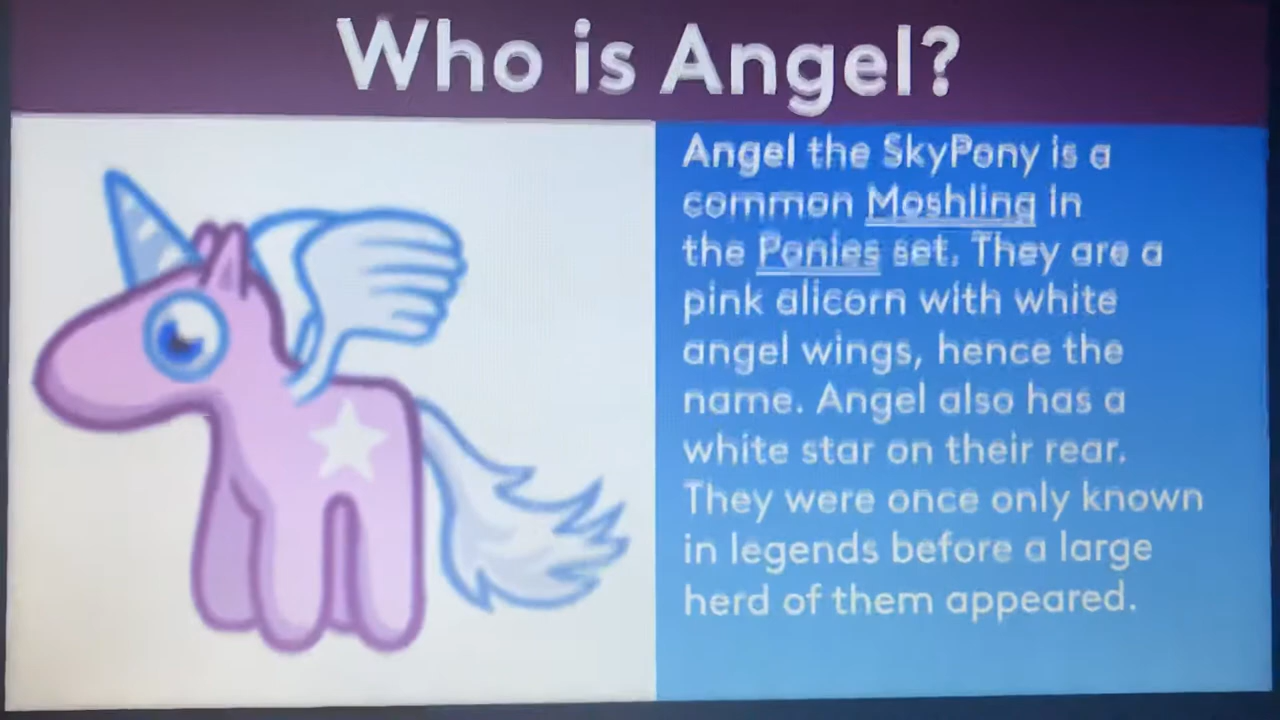 Who is Angel?
Angel the SkyPony is a
common Moshling in
the Ponies set. They are a
pink alicorn with white
angel wings, hence the
name. Angel also has a
white star on their rear.
They were once only known
in legends before a large
herd of them appeared.